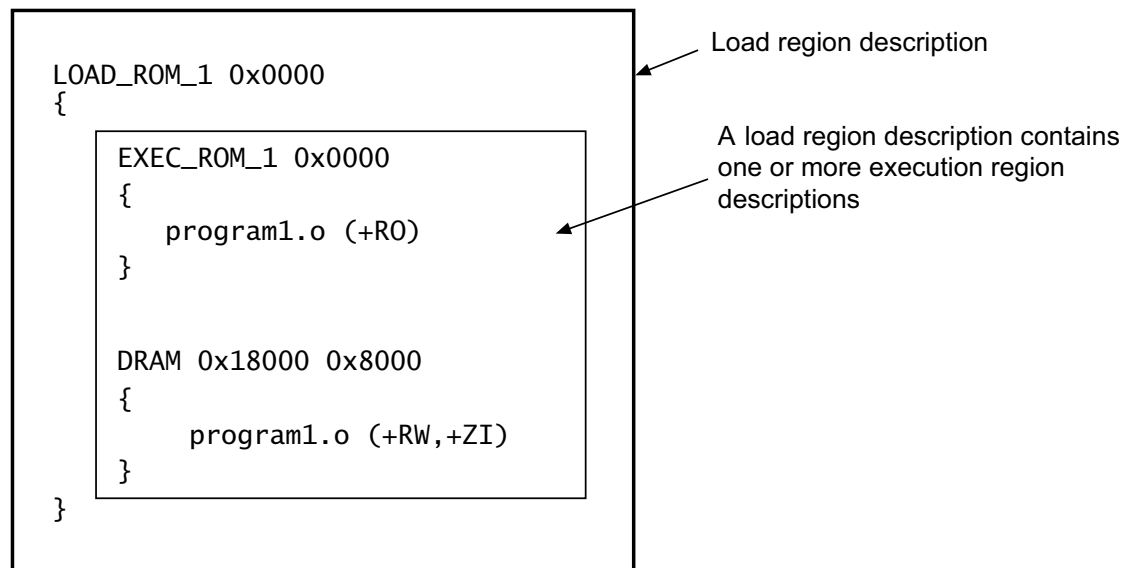 LOAD_ROM_1 0x0000
{
EXEC_ROM_1 0x0000
{
program1.o (+RO)
}
DRAM 0x18000 0x8000
{
program1.o (+RW,+ZI)
}
}
Load region description
A load region description contains
one or more execution region
descriptions